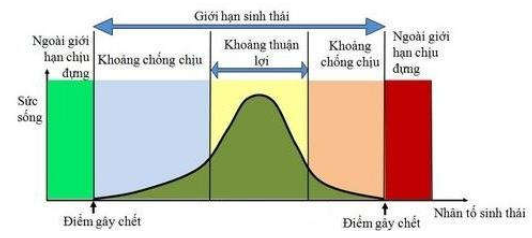 Giới hạn sinh thái
Ngoài giới
hạn chịu
đựng
Khoảng chống chịu
Khoảng thuận
lợi
Khoảng
chống chịu
Ngoài giới
hạn chịu
đựng
Sức
sống
Điểm gây chết
Điểm gây chết
Nhân tố sinh thái